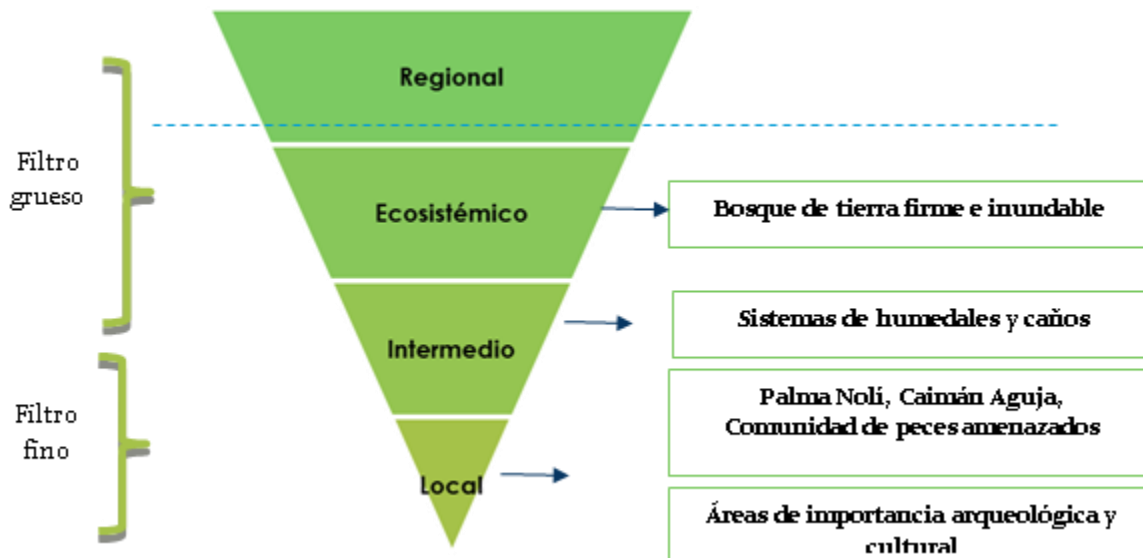 Regional
Filtro
grueso
Ecosistémico
Bosque de tierra firme e inundable
Intermedio
Sistemas de humedales y caños
Filtro
fino
Local
Palma Nolí, Caimán Aguja,
Comunidad de peces amenazados
Áreas de importancia arqueológica y
cultural